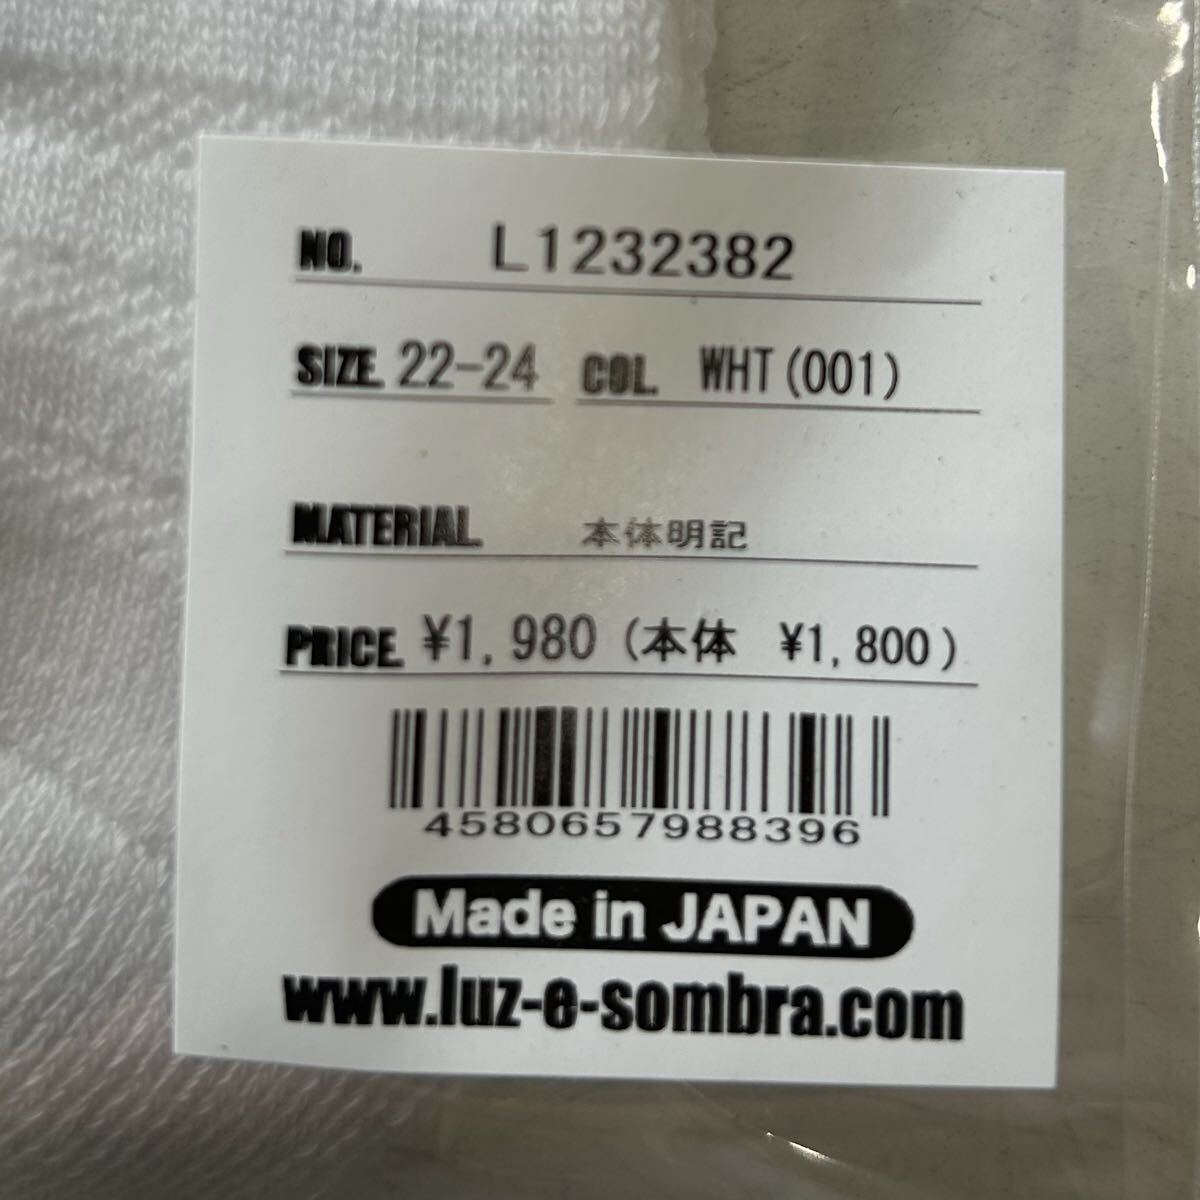 NO. L1232382
SIZE 22-24 COL. WHT(001)
MATERIAL 本体明記
PRICE ¥1,980(本体 ¥1,800)
4580657988396
Made in JAPAN
www.luz-e-sombra.com